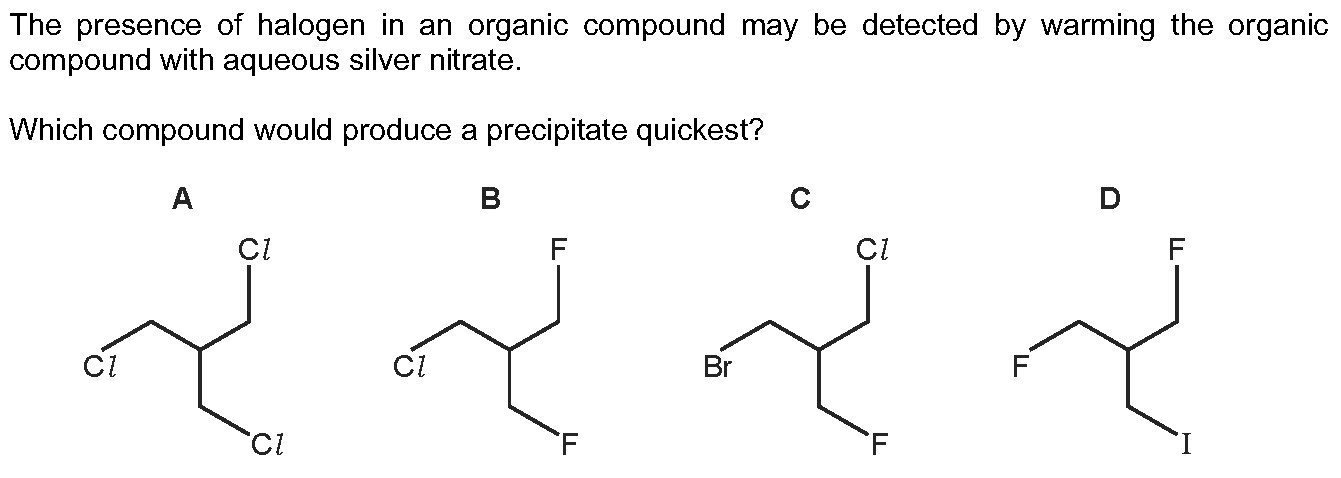 The presence of halogen in an organic compound may be detected by warming the organic
compound with aqueous silver nitrate.
Which compound would produce a precipitate quickest?
A B C D
Cl F Cl F
Cl Cl Br F
Cl F F I